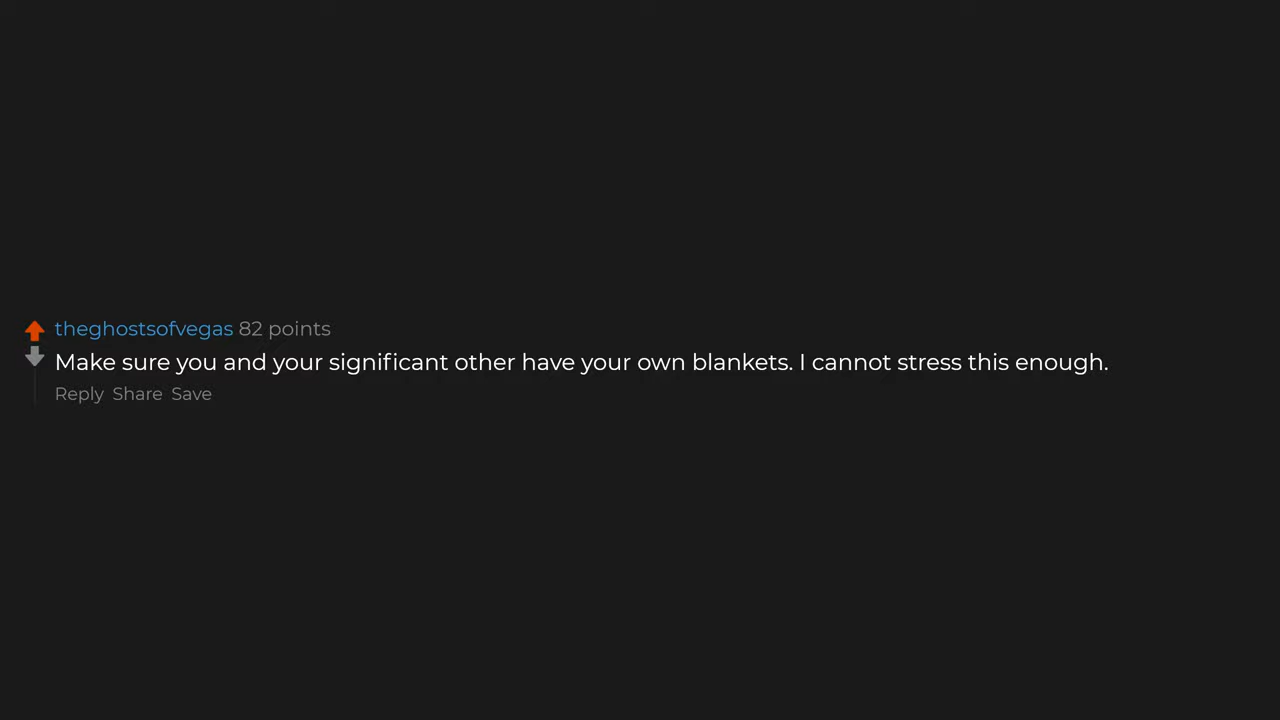 theghostsofvegas 82 points
Make sure you and your significant other have your own blankets. I cannot stress this enough.
Reply Share Save